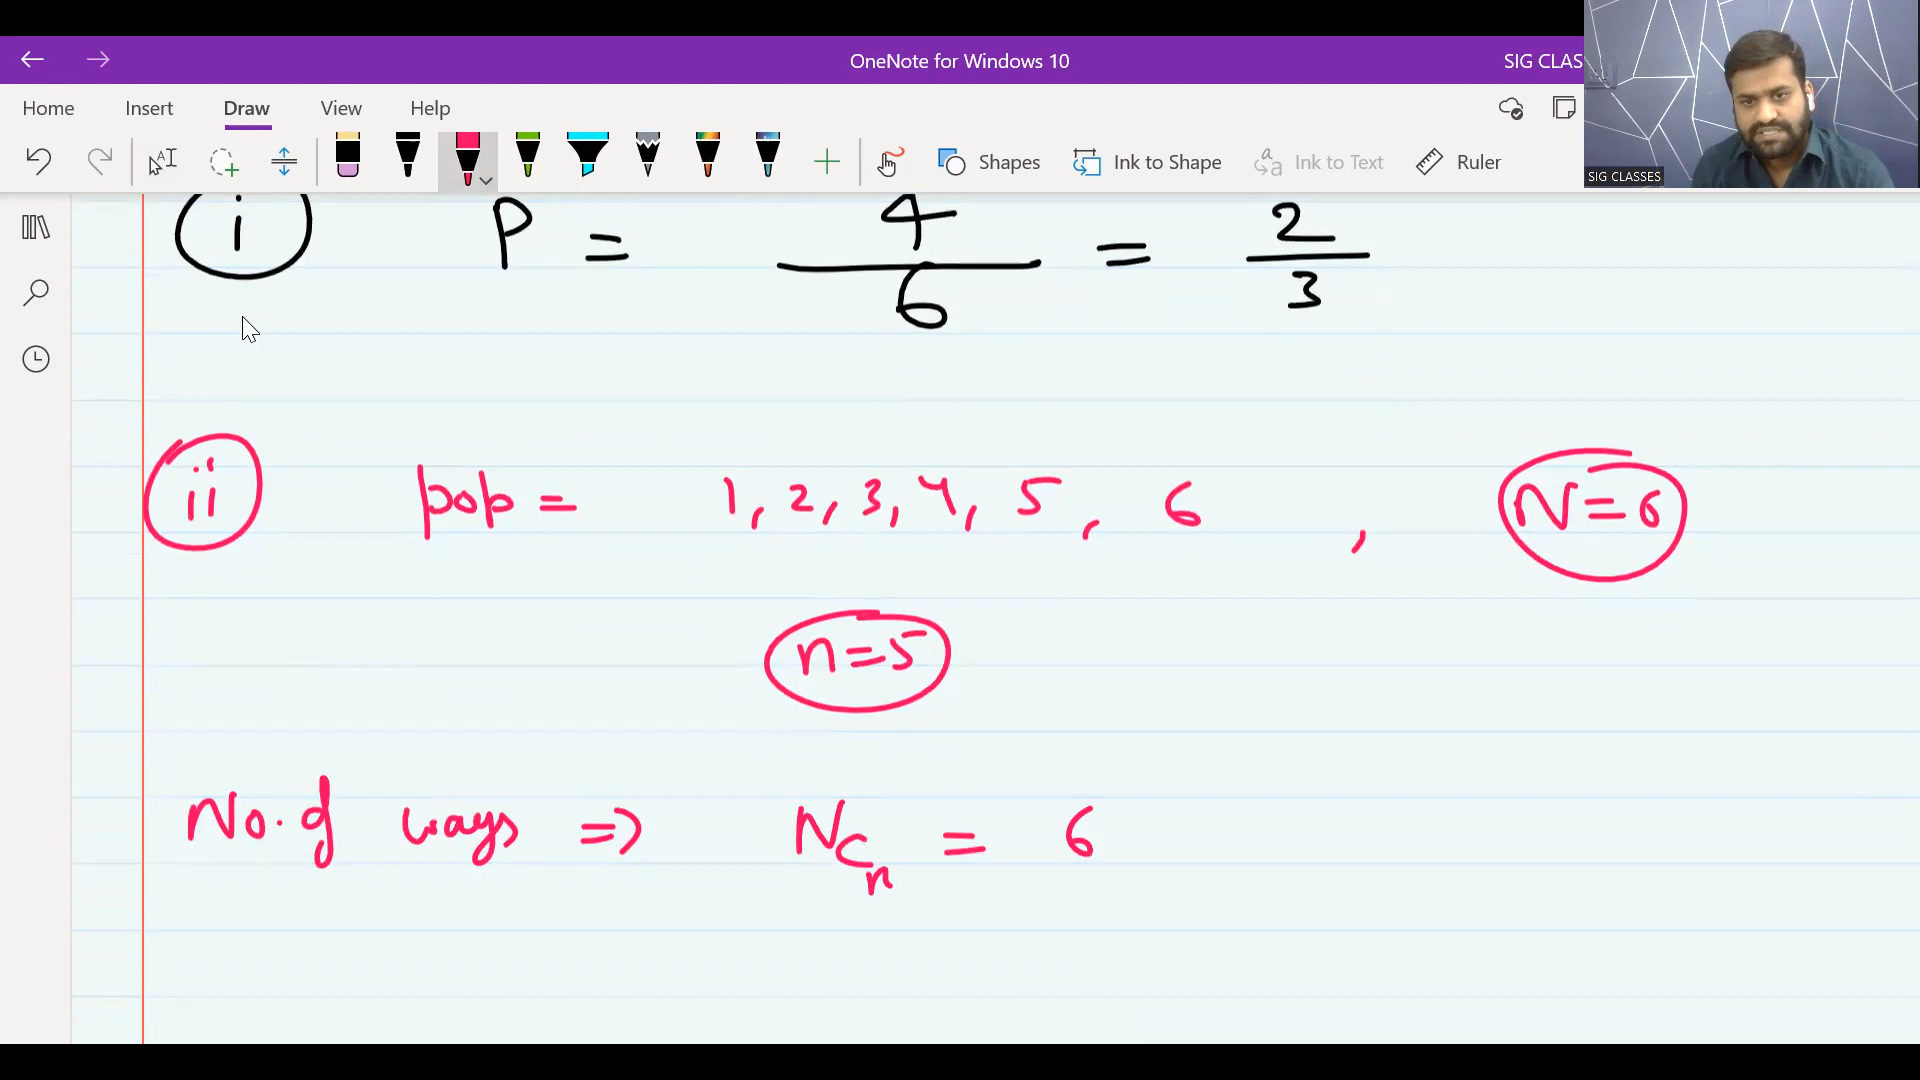 OneNote for Windows 10
SIG CLAS
Home Insert Draw View Help
Shapes Ink to Shape Ink to Text Ruler
SIG CLASSES
i P = 4/6 = 2/3
ii pop = 1, 2, 3, 4, 5, 6, N=6
n=5
No. of ways => NCn = 6